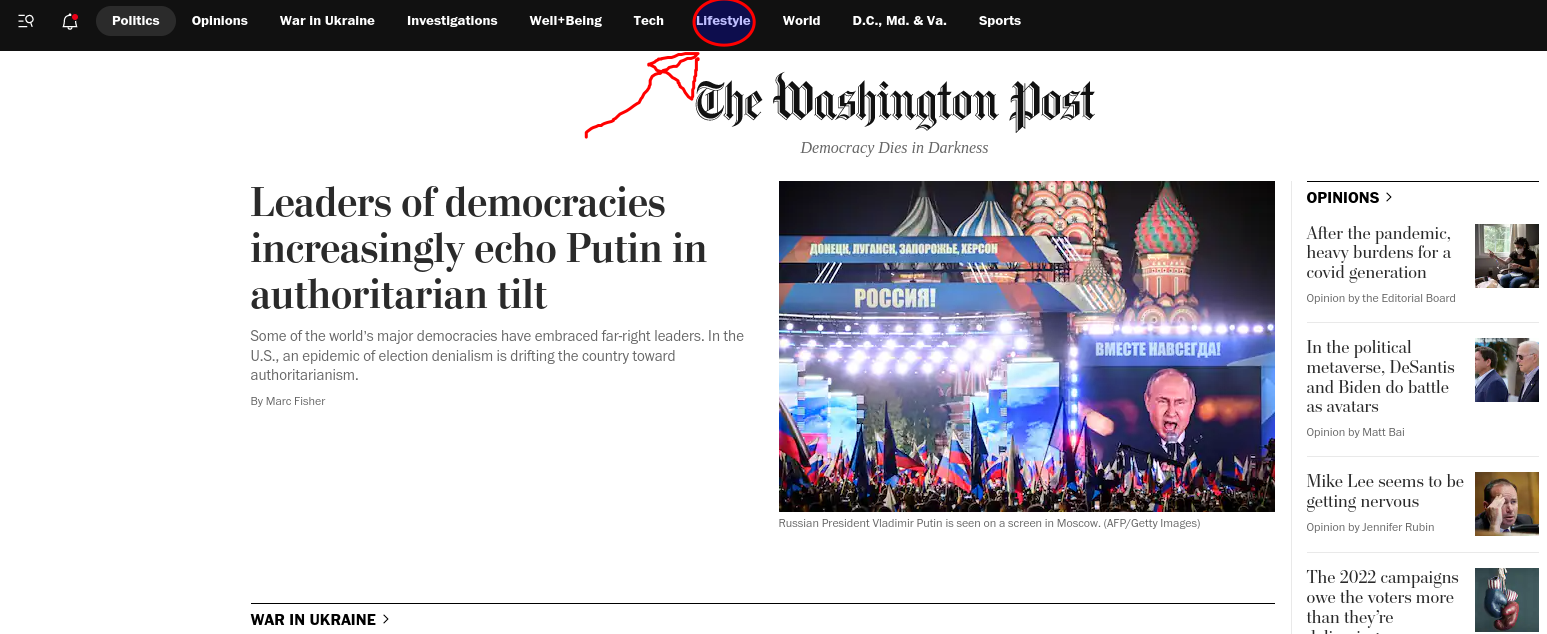 Politics Opinions War in Ukraine Investigations Well+Being Tech Lifestyle World D.C., Md. & Va. Sports
The Washington Post
Democracy Dies in Darkness
Leaders of democracies
increasingly echo Putin in
authoritarian tilt
Some of the world's major democracies have embraced far-right leaders. In the
U.S., an epidemic of election denialism is drifting the country toward
authoritarianism.
By Marc Fisher
ДОНЕЦК, ЛУГАНСК, ЗАПОРОЖЬЕ, ХЕРСОН
РОССИЯ!
ВМЕСТЕ НАВСЕГДА!
Russian President Vladimir Putin is seen on a screen in Moscow. (AFP/Getty Images)
WAR IN UKRAINE >
OPINIONS >
After the pandemic,
heavy burdens for a
covid generation
Opinion by the Editorial Board
In the political
metaverse, DeSantis
and Biden do battle
as avatars
Opinion by Matt Bai
Mike Lee seems to be
getting nervous
Opinion by Jennifer Rubin
The 2022 campaigns
owe the voters more
than they're